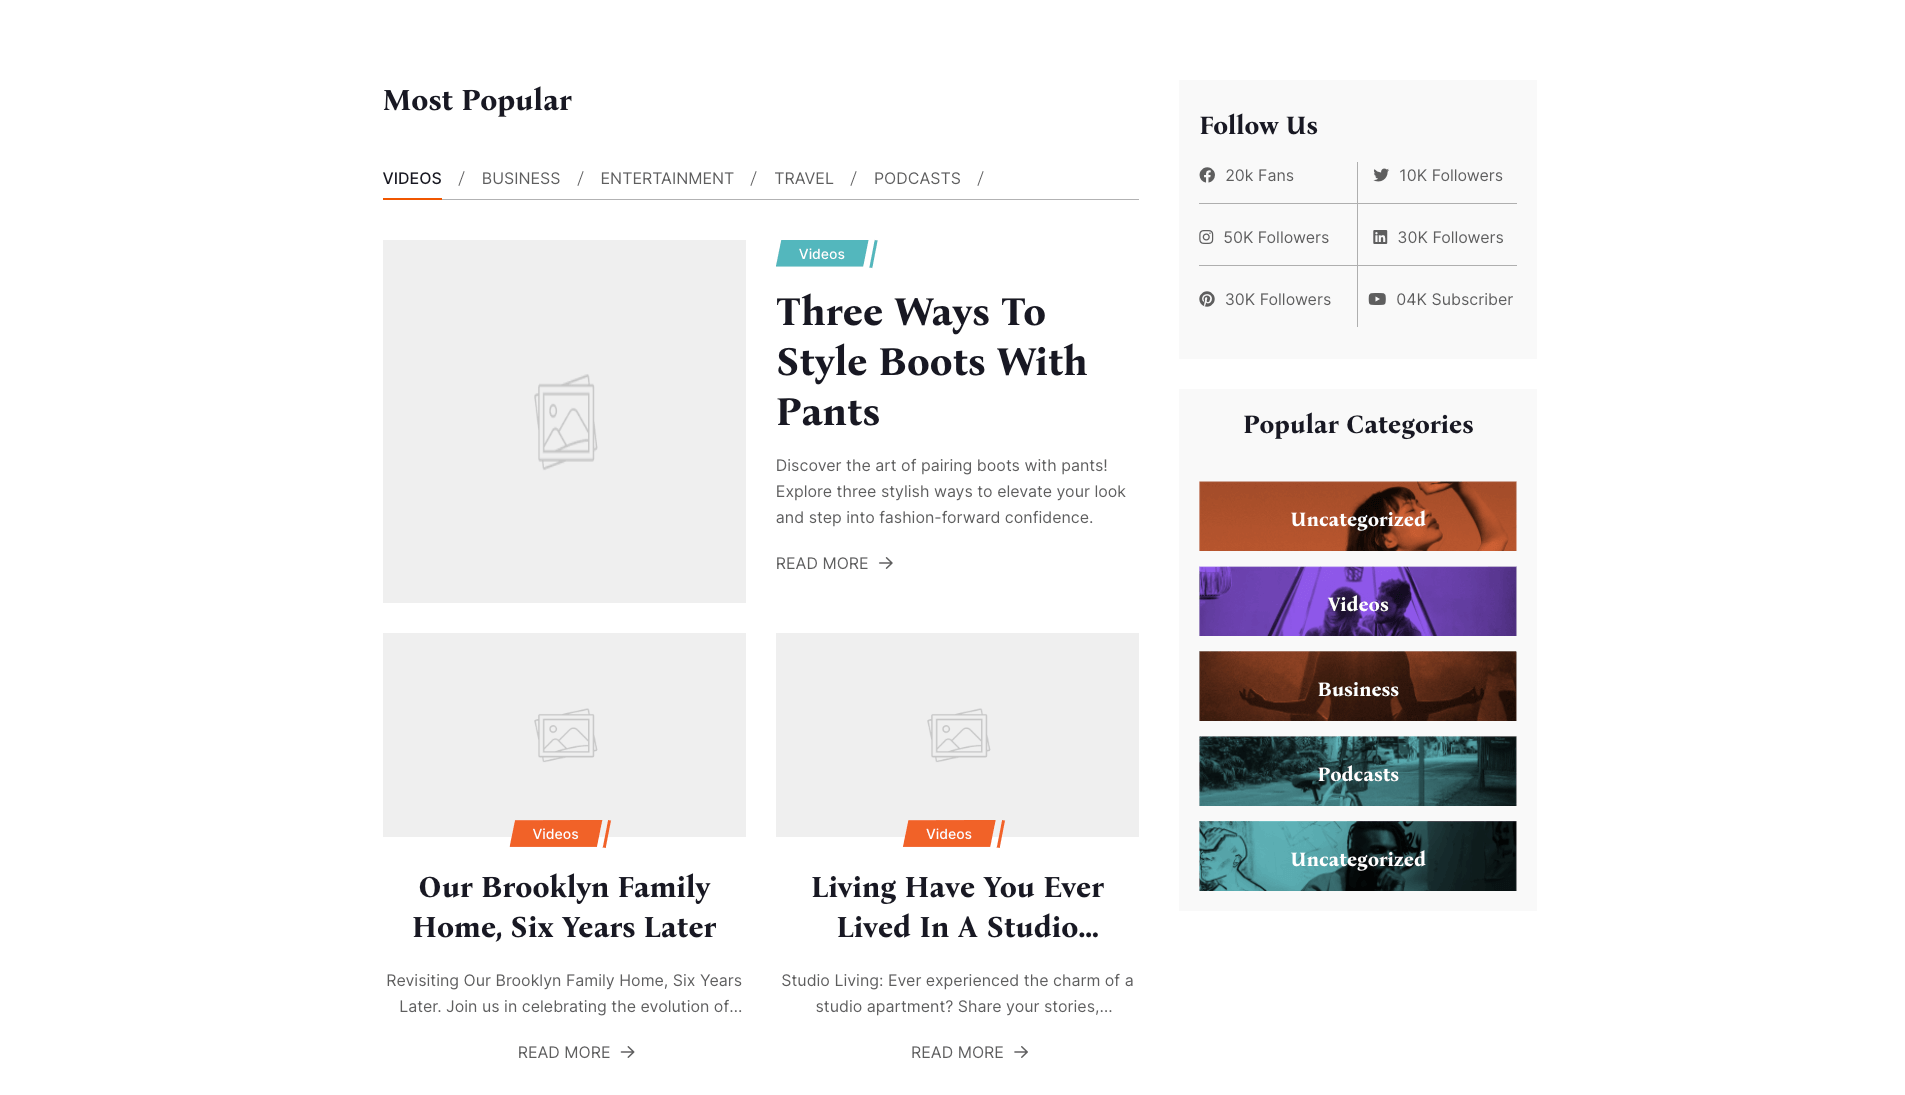 Most Popular
VIDEOS / BUSINESS / ENTERTAINMENT / TRAVEL / PODCASTS /
Videos
Three Ways To
Style Boots With
Pants
Discover the art of pairing boots with pants!
Explore three stylish ways to elevate your look
and step into fashion-forward confidence.
READ MORE
Videos
Our Brooklyn Family
Home, Six Years Later
Revisiting Our Brooklyn Family Home, Six Years
Later. Join us in celebrating the evolution of...
READ MORE
Videos
Living Have You Ever
Lived In A Studio...
Studio Living: Ever experienced the charm of a
studio apartment? Share your stories,...
READ MORE
Follow Us
20k Fans
10K Followers
50K Followers
30K Followers
30K Followers
04K Subscriber
Popular Categories
Uncategorized
Videos
Business
Podcasts
Uncategorized